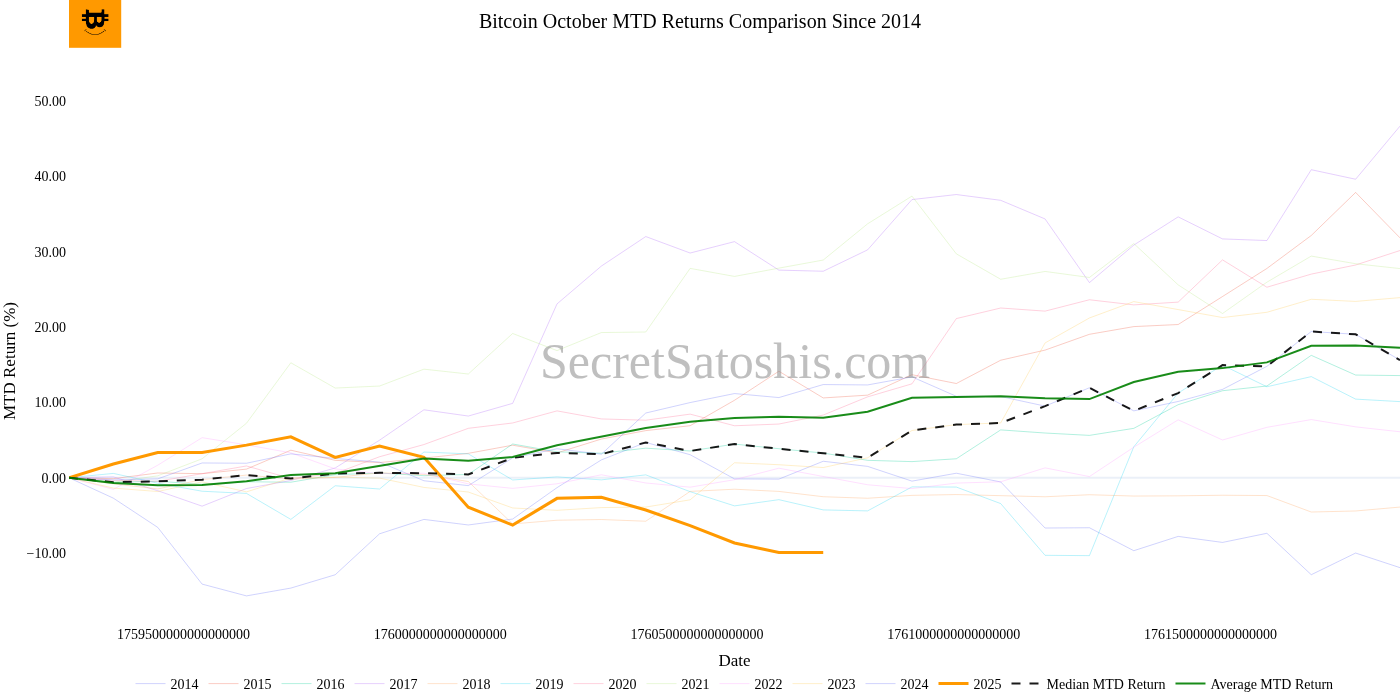 Bitcoin October MTD Returns Comparison Since 2014
50.00
40.00
30.00
20.00
10.00
0.00
−10.00
MTD Return (%)
SecretSatoshis.com
1759500000000000000 1760000000000000 1760500000000000000 1761000000000000000 1761500000000000000
Date
2014 2015 2016 2017 2018 2019 2020 2021 2022 2023 2024 2025 Median MTD Return Average MTD Return